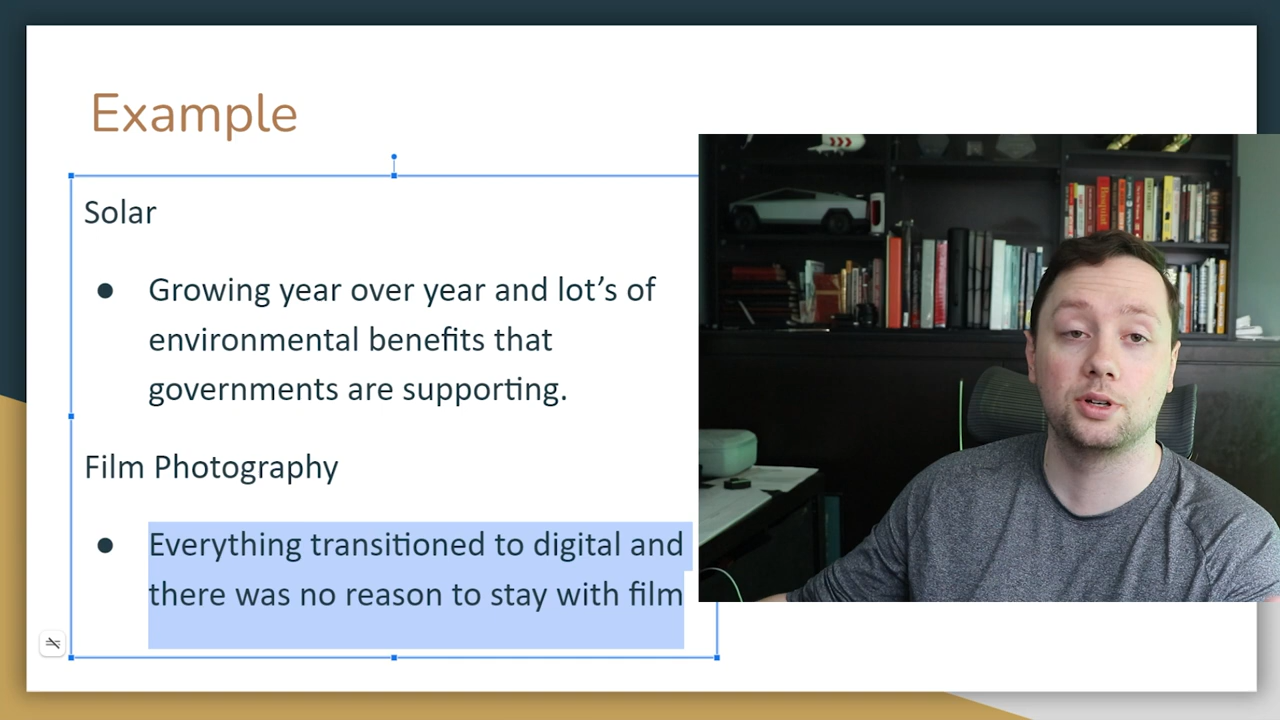 Example
Solar
● Growing year over year and lot’s of
environmental benefits that
governments are supporting.
Film Photography
● Everything transitioned to digital and
there was no reason to stay with film